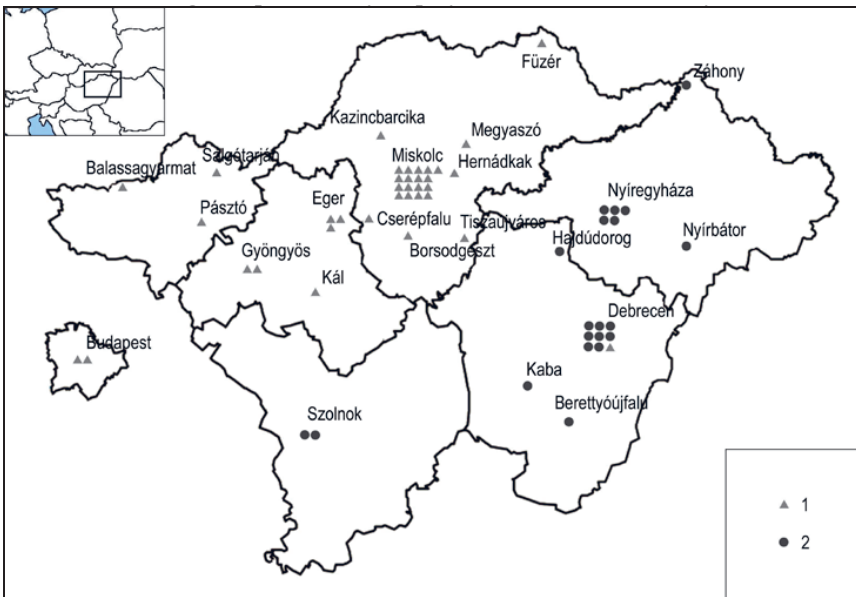 Füzér
Záhony
Kazincbarcika
Megyaszó
Salgótarján
Miskolc
Hernádkak
Balassagyarmat
Nyíregyháza
Eger
Pásztó
Cserépfalu
Tiszaújváros
Nyírbátor
Gyöngyös
Borsodgeszt
Hajdúdorog
Kál
Debrecen
Budapest
Kaba
Berettyóújfalu
Szolnok
1
2